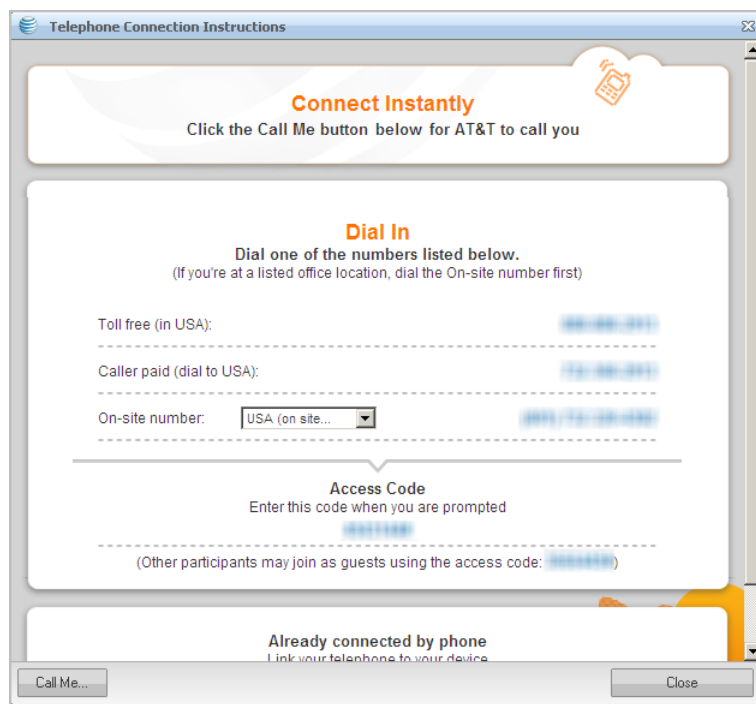 Telephone Connection Instructions
Connect Instantly
Click the Call Me button below for AT&T to call you
Dial In
Dial one of the numbers listed below.
(If you're at a listed office location, dial the On-site number first)
Toll free (in USA):
Caller paid (dial to USA):
On-site number: USA (on site...
Access Code
Enter this code when you are prompted
(Other participants may join as guests using the access code: )
Already connected by phone
Link your telephone to your device
Call Me... Close